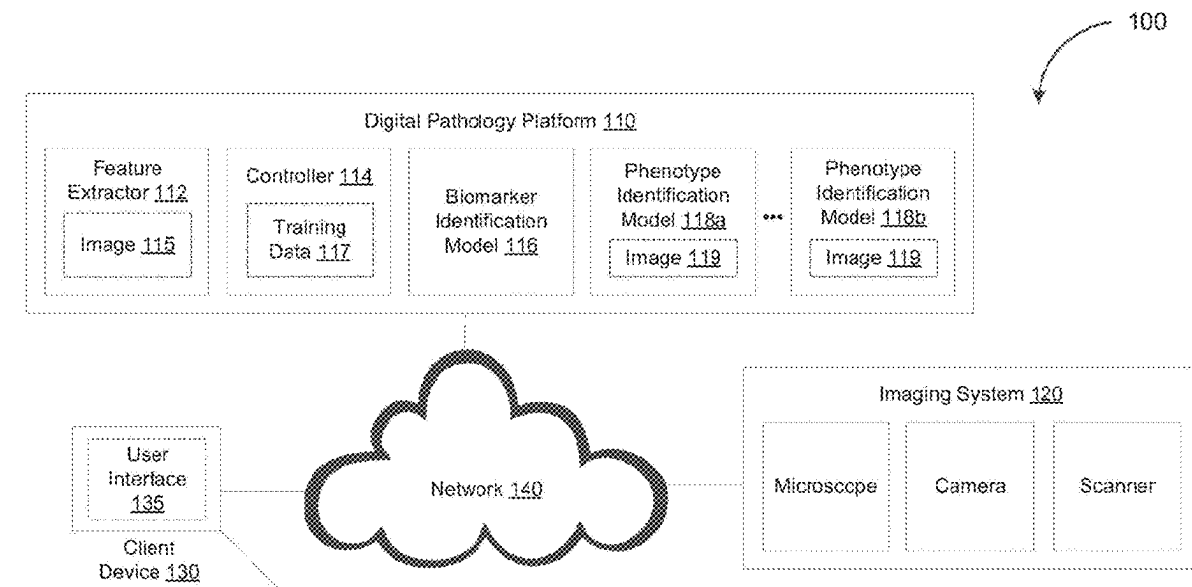 100
Digital Pathology Platform 110
Feature
Extractor 112
Image 115
Controller 114
Training
Data 117
Biomarker
Identification
Model 116
Phenotype
Identification
Model 118a
Image 119
...
Phenotype
Identification
Model 118b
Image 119
Imaging System 120
Microscope
Camera
Scanner
User
Interface
135
Client
Device 130
Network 140